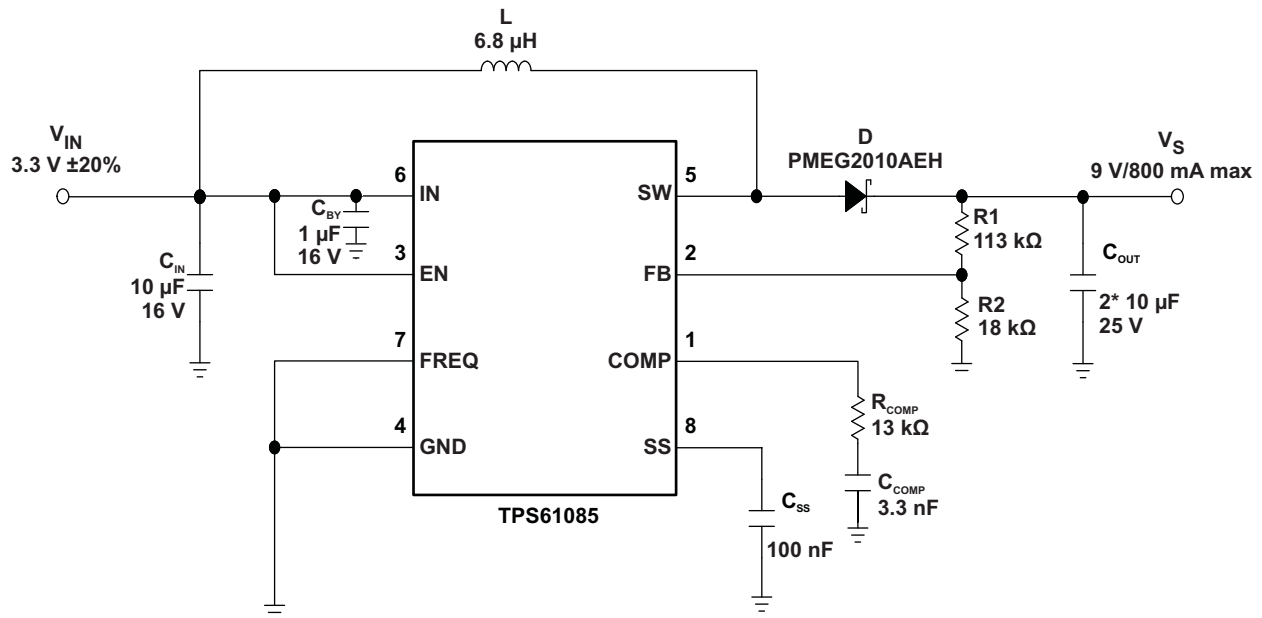 L
6.8 µH
V_IN
3.3 V ±20%
D
PMEG2010AEH
V_S
9 V/800 mA max
6
IN
SW
5
C_BY
1 µF
16 V
R1
113 kΩ
C_IN
10 µF
16 V
3
EN
FB
2
C_OUT
2* 10 µF
25 V
R2
18 kΩ
7
FREQ
COMP
1
R_COMP
13 kΩ
4
GND
SS
8
C_COMP
3.3 nF
C_SS
100 nF
TPS61085